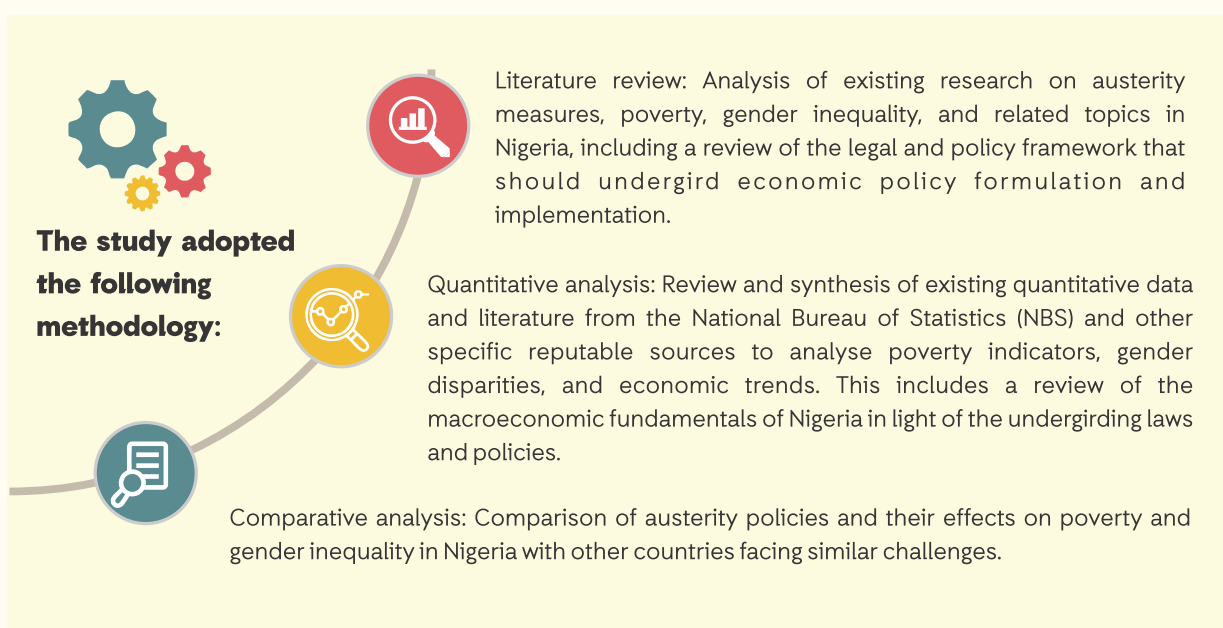 The study adopted
the following
methodology:
Literature review: Analysis of existing research on austerity
measures, poverty, gender inequality, and related topics in
Nigeria, including a review of the legal and policy framework that
should undergird economic policy formulation and
implementation.
Quantitative analysis: Review and synthesis of existing quantitative data
and literature from the National Bureau of Statistics (NBS) and other
specific reputable sources to analyse poverty indicators, gender
disparities, and economic trends. This includes a review of the
macroeconomic fundamentals of Nigeria in light of the undergirding laws
and policies.
Comparative analysis: Comparison of austerity policies and their effects on poverty and
gender inequality in Nigeria with other countries facing similar challenges.